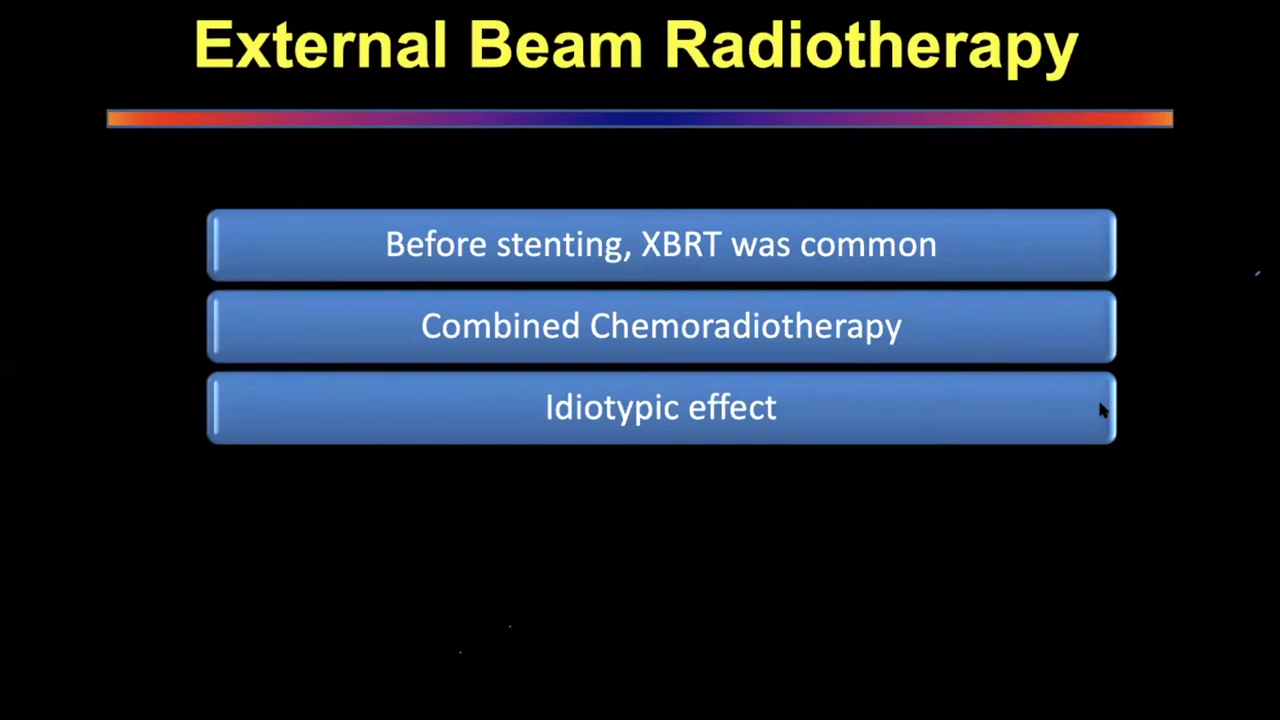 External Beam Radiotherapy
Before stenting, XBRT was common
Combined Chemoradiotherapy
Idiotypic effect